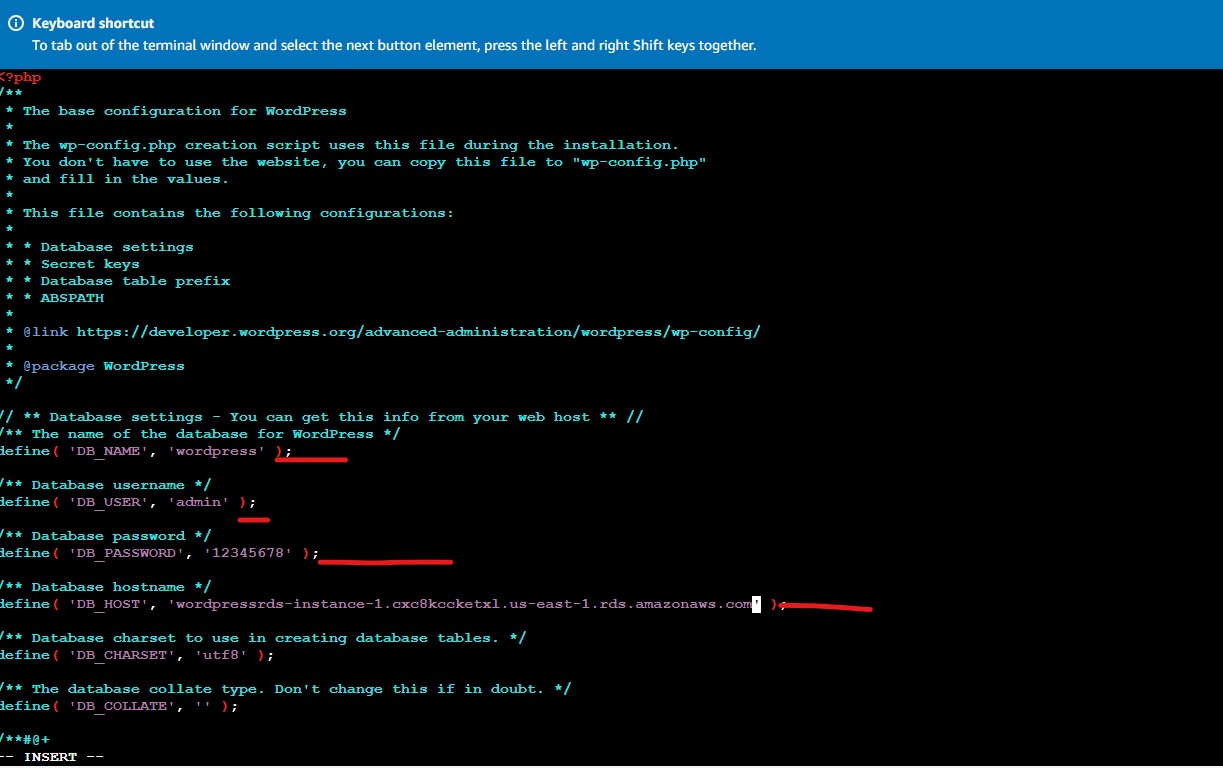 Keyboard shortcut
To tab out of the terminal window and select the next button element, press the left and right Shift keys together.
<?php
/**
 * The base configuration for WordPress
 *
 * The wp-config.php creation script uses this file during the installation.
 * You don't have to use the website, you can copy this file to "wp-config.php"
 * and fill in the values.
 *
 * This file contains the following configurations:
 *
 * * Database settings
 * * Secret keys
 * * Database table prefix
 * * ABSPATH
 *
 * @link https://developer.wordpress.org/advanced-administration/wordpress/wp-config/
 *
 * @package WordPress
 */
// ** Database settings - You can get this info from your web host ** //
/** The name of the database for WordPress */
define( 'DB_NAME', 'wordpress' );
/** Database username */
define( 'DB_USER', 'admin' );
/** Database password */
define( 'DB_PASSWORD', '12345678' );
/** Database hostname */
define( 'DB_HOST', 'wordpressrds-instance-1.cxc8kccketxl.us-east-1.rds.amazonaws.com' );
/** Database charset to use in creating database tables. */
define( 'DB_CHARSET', 'utf8' );
/** The database collate type. Don't change this if in doubt. */
define( 'DB_COLLATE', '' );
/**#@+
-- INSERT --